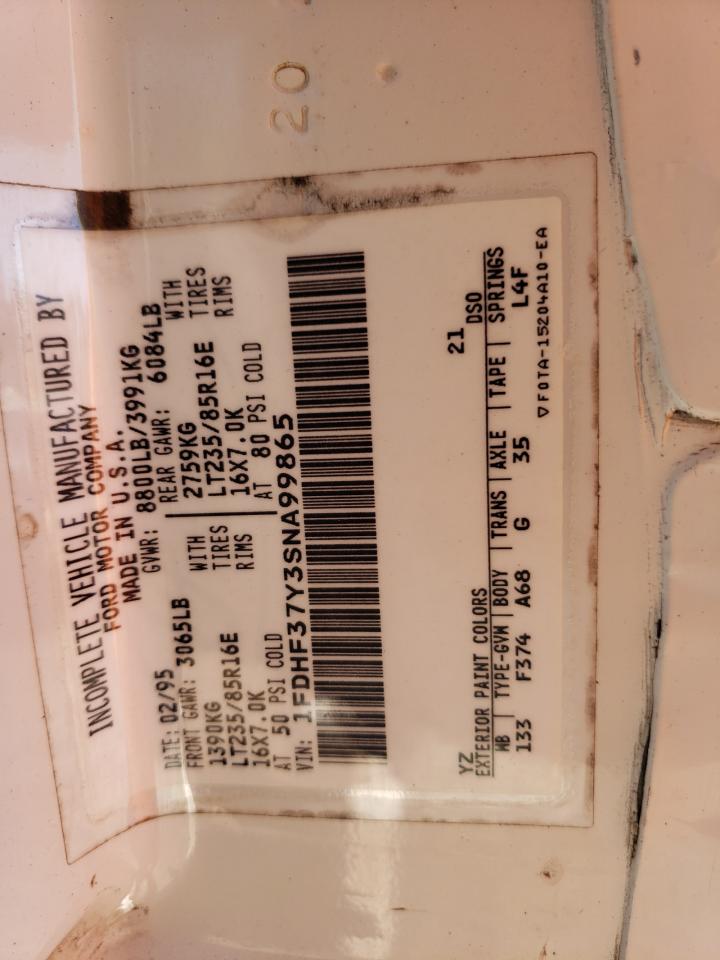 20
INCOMPLETE VEHICLE MANUFACTURED BY
FORD MOTOR COMPANY
MADE IN U.S.A.
DATE: 02/95 GVWR: 8800LB/3991KG
FRONT GAWR: 3065LB REAR GAWR: 6084LB
1390KG WITH 2759KG WITH
LT235/85R16E TIRES LT235/85R16E TIRES
16X7.0K RIMS 16X7.0K RIMS
AT 50 PSI COLD AT 80 PSI COLD
VIN: 1FDHF37Y3SNA99865
YZ 21
EXTERIOR PAINT COLORS DSO
WB | TYPE-GVW | BODY | TRANS | AXLE | TAPE | SPRINGS
133 F374 A68 G 35 L4F
▽F0TA-15204A10-EA